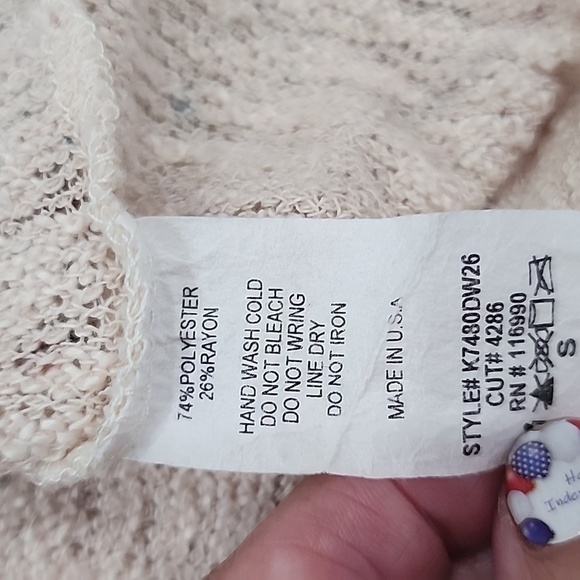 74%POLYESTER
26%RAYON
HAND WASH COLD
DO NOT BLEACH
DO NOT WRING
LINE DRY
DO NOT IRON
MADE IN U.S.A
STYLE# K7480DW26
CUT# 4286
RN # 116990
S